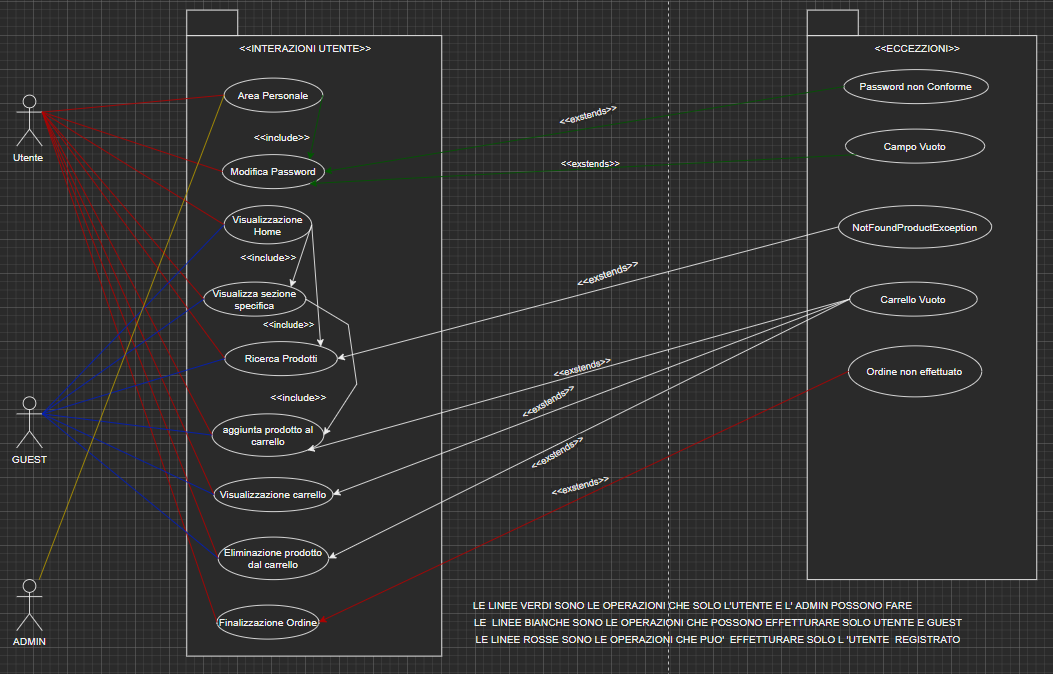 <<INTERAZIONI UTENTE>>
<<ECCEZZIONI>>
Area Personale
Password non Conforme
<<exstends>>
Utente
<<include>>
Campo Vuoto
<<exstends>>
Modifica Password
Visualizzazione
Home
NotFoundProductException
<<include>>
<<exstends>>
Visualizza sezione
specifica
Carrello Vuoto
<<include>>
Ricerca Prodotti
<<exstends>>
Ordine non effettuato
<<include>>
<<exstends>>
GUEST
aggiunta prodotto al
carrello
<<exstends>>
<<exstends>>
Visualizzazione carrello
Eliminazione prodotto
dal carrello
Finalizzazione Ordine
ADMIN
LE LINEE VERDI SONO LE OPERAZIONI CHE SOLO L'UTENTE E L' ADMIN POSSONO FARE
LE LINEE BIANCHE SONO LE OPERAZIONI CHE POSSONO EFFETTURARE SOLO UTENTE E GUEST
LE LINEE ROSSE SONO LE OPERAZIONI CHE PUO' EFFETTURARE SOLO L 'UTENTE REGISTRATO